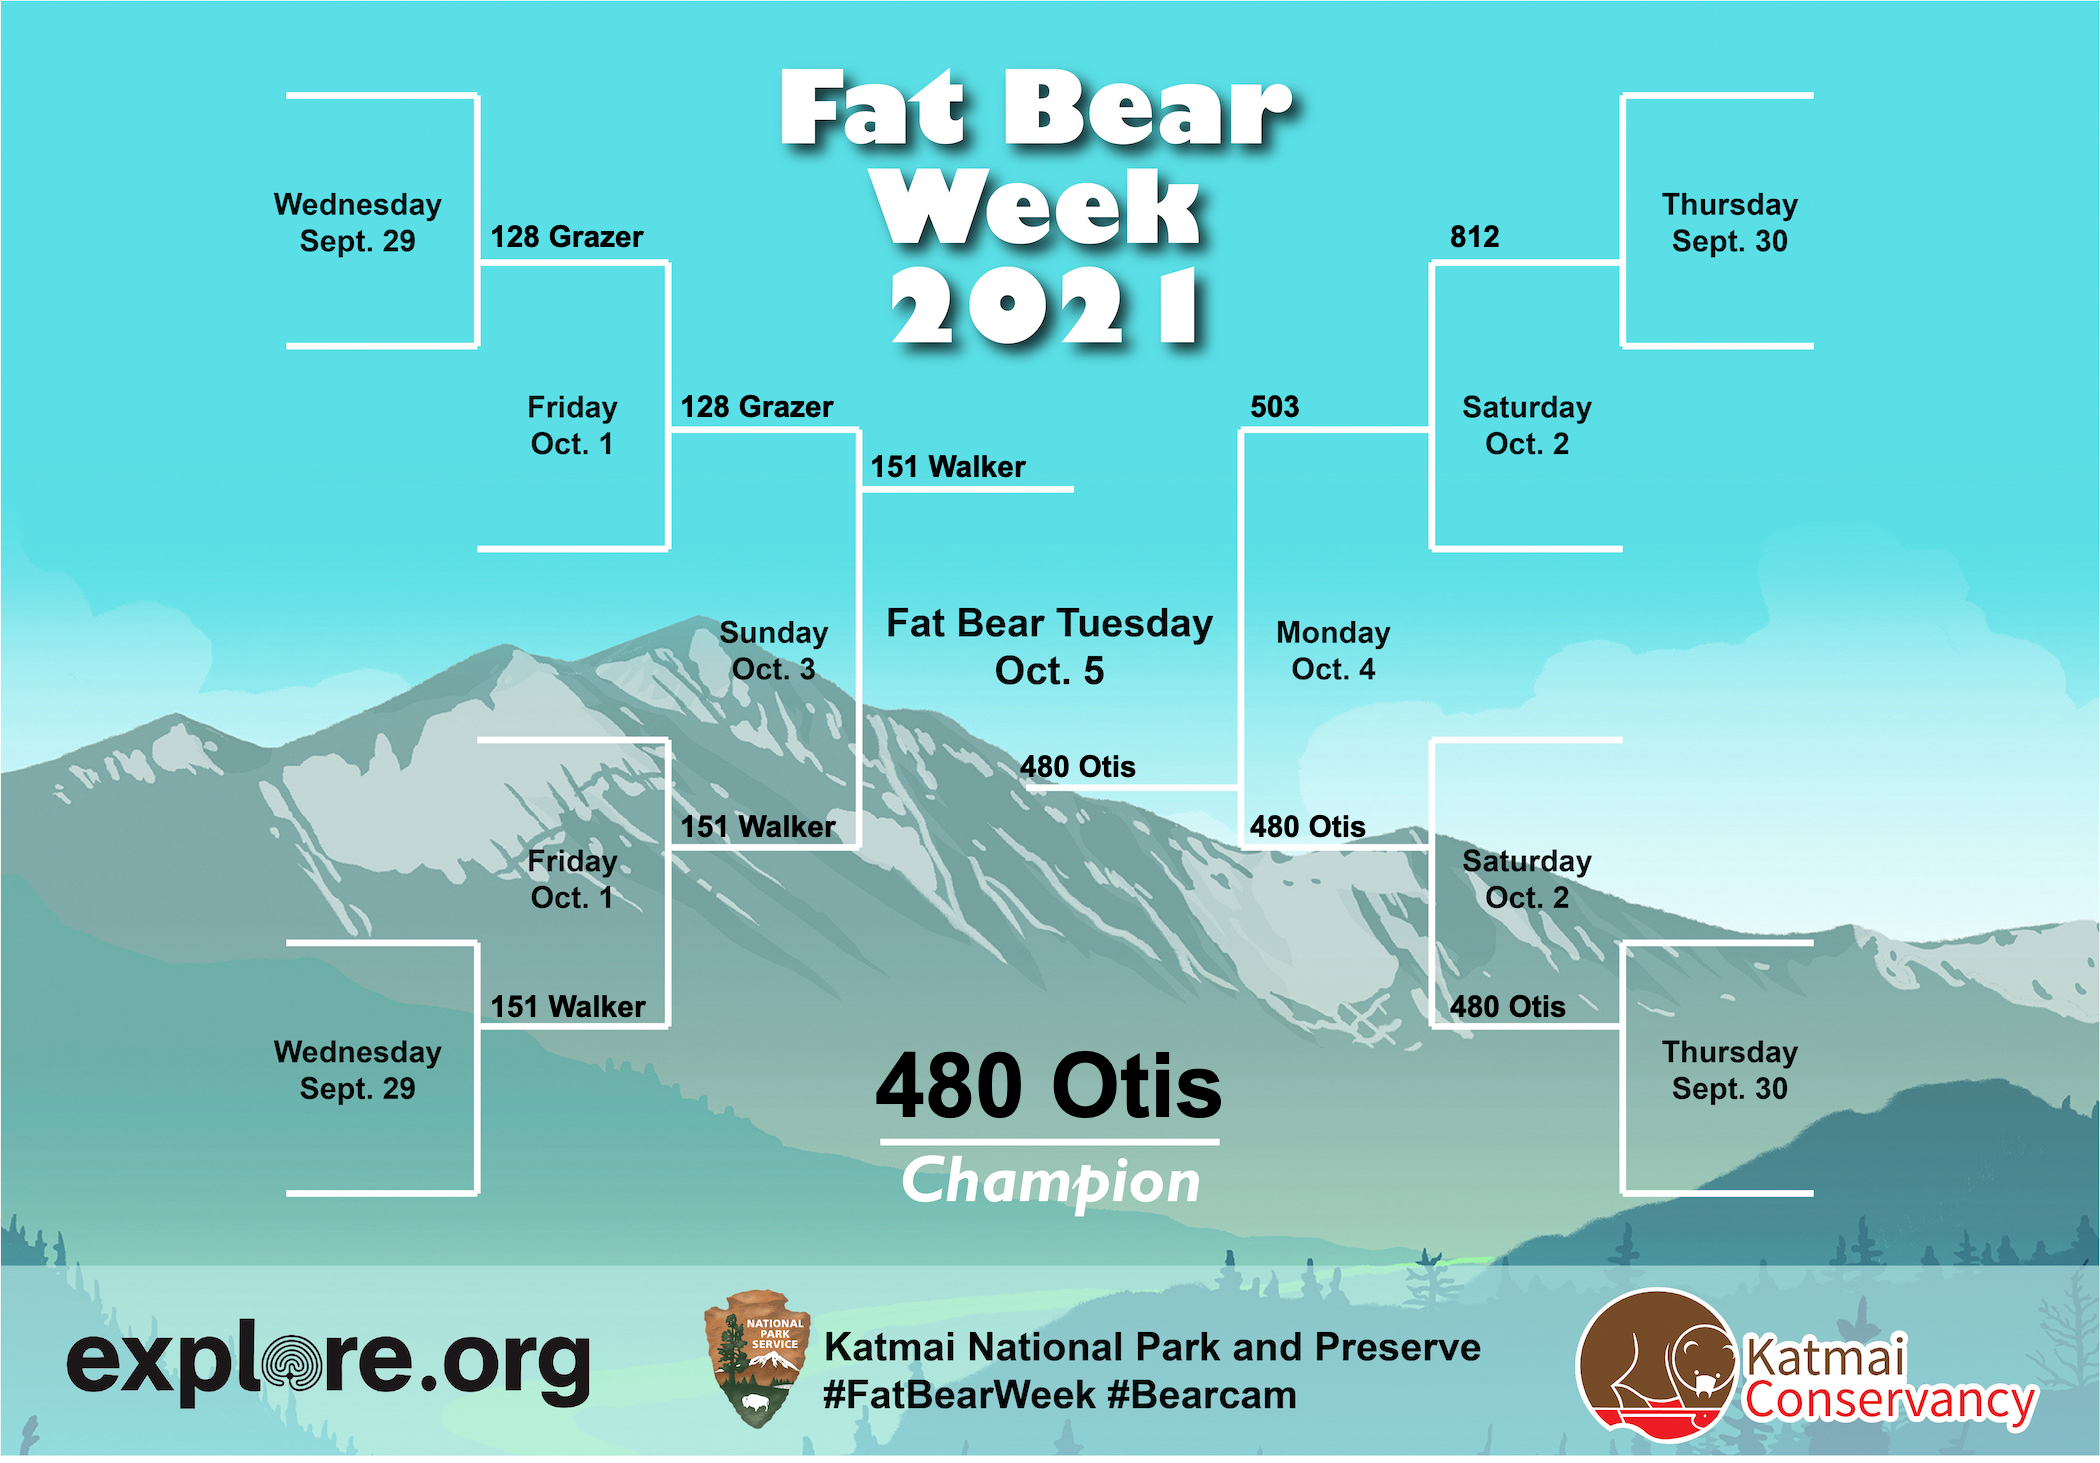 Fat Bear
Week
2021
Wednesday
Sept. 29
128 Grazer
Friday
Oct. 1
128 Grazer
151 Walker
Sunday
Oct. 3
151 Walker
Friday
Oct. 1
151 Walker
Wednesday
Sept. 29
Fat Bear Tuesday
Oct. 5
812
Thursday
Sept. 30
503
Saturday
Oct. 2
Monday
Oct. 4
480 Otis
480 Otis
Saturday
Oct. 2
480 Otis
Thursday
Sept. 30
480 Otis
Champion
explore.org
NATIONAL
PARK
SERVICE
Katmai National Park and Preserve
#FatBearWeek #Bearcam
Katmai
Conservancy